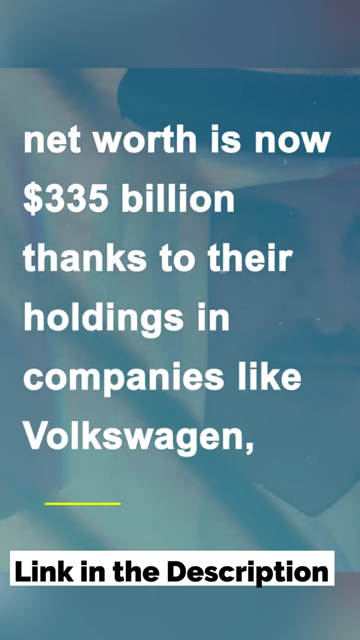 net worth is now
$335 billion
thanks to their
holdings in
companies like
Volkswagen,
Link in the Description